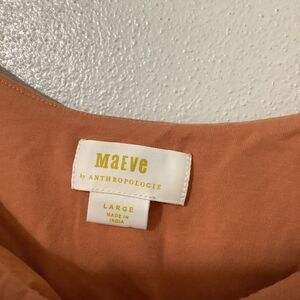 MaEve
by ANTHROPOLOGIE
LARGE
MADE IN
INDIA